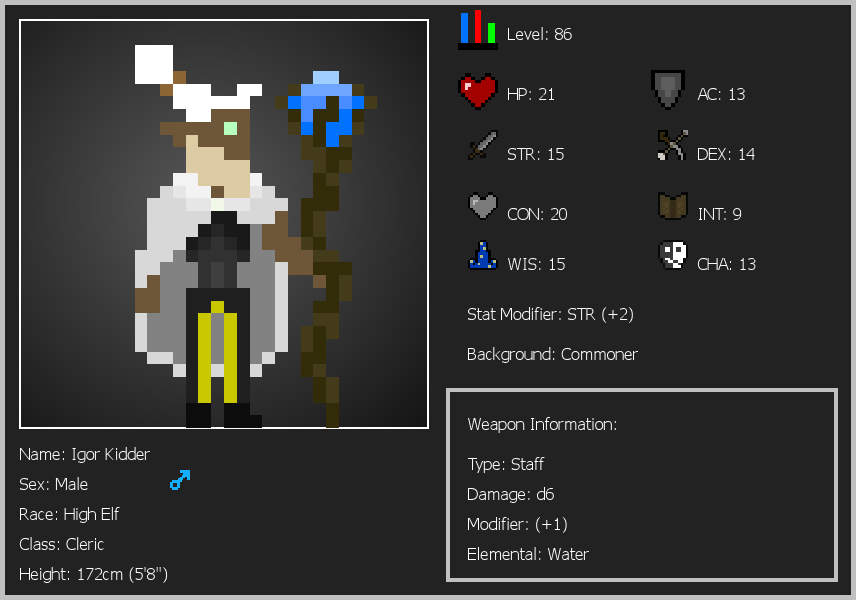 Level: 86
HP: 21
AC: 13
STR: 15
DEX: 14
CON: 20
INT: 9
WIS: 15
CHA: 13
Stat Modifier: STR (+2)
Background: Commoner
Weapon Information:
Type: Staff
Damage: d6
Modifier: (+1)
Elemental: Water
Name: Igor Kidder
Sex: Male
Race: High Elf
Class: Cleric
Height: 172cm (5'8")